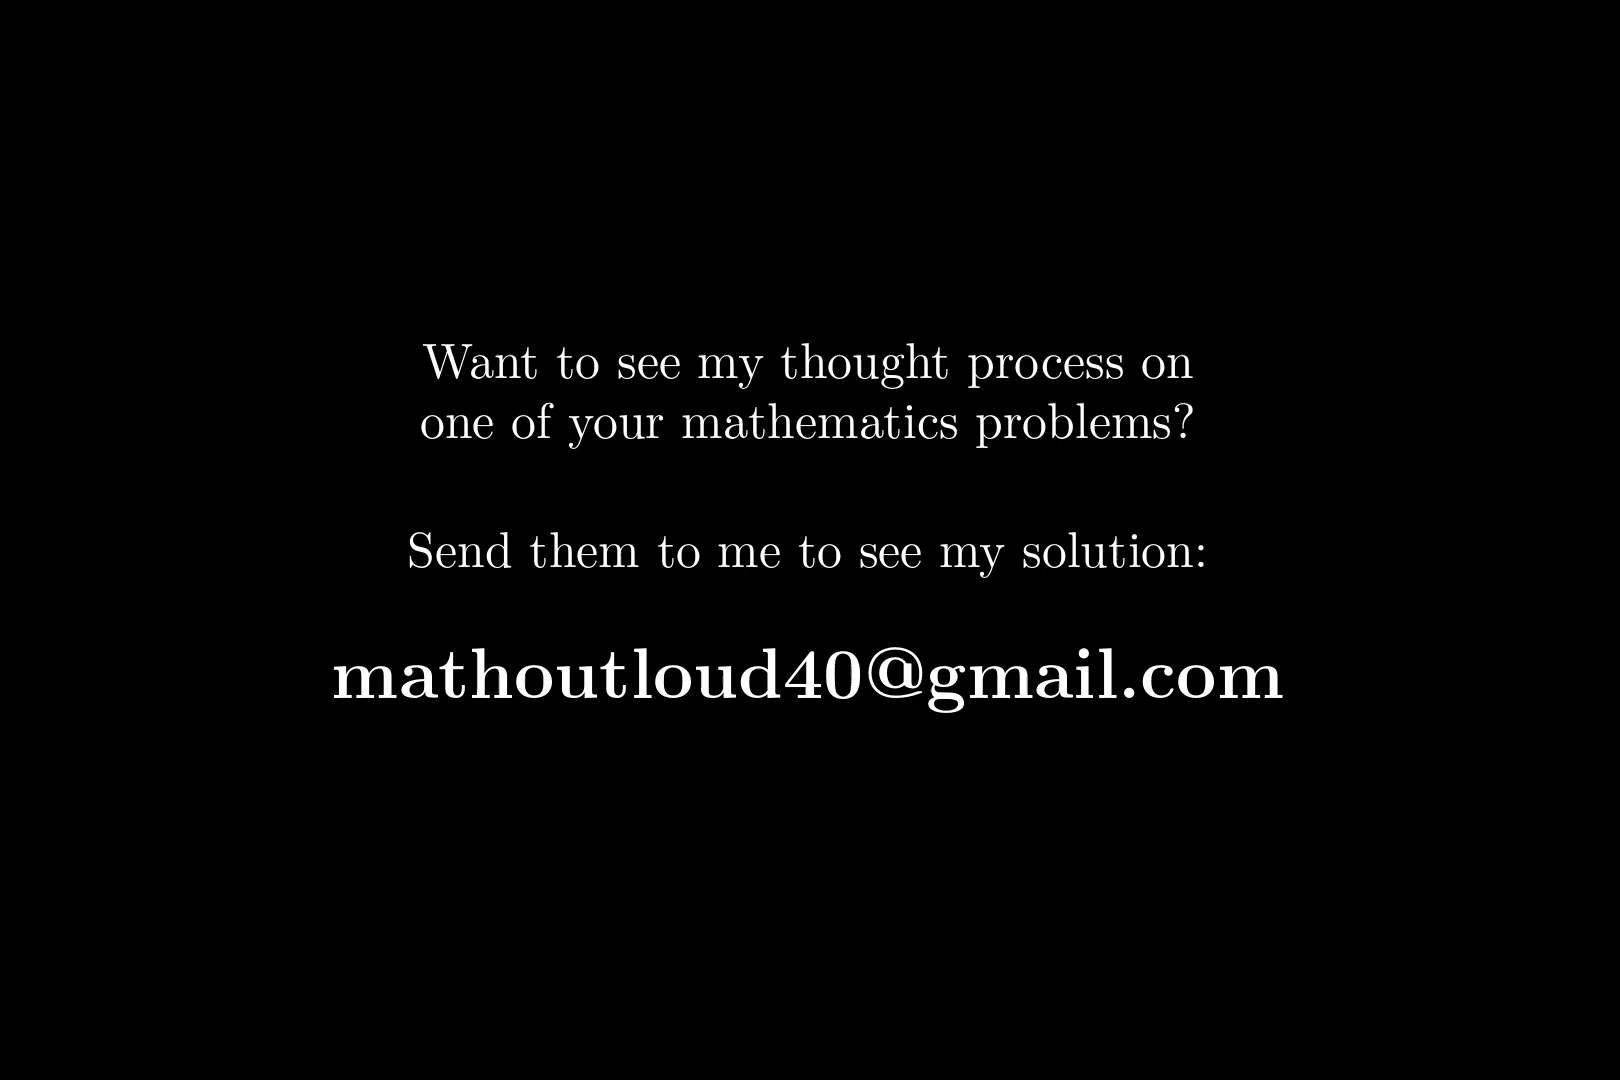 Want to see my thought process on
one of your mathematics problems?
Send them to me to see my solution:
mathoutloud40@gmail.com